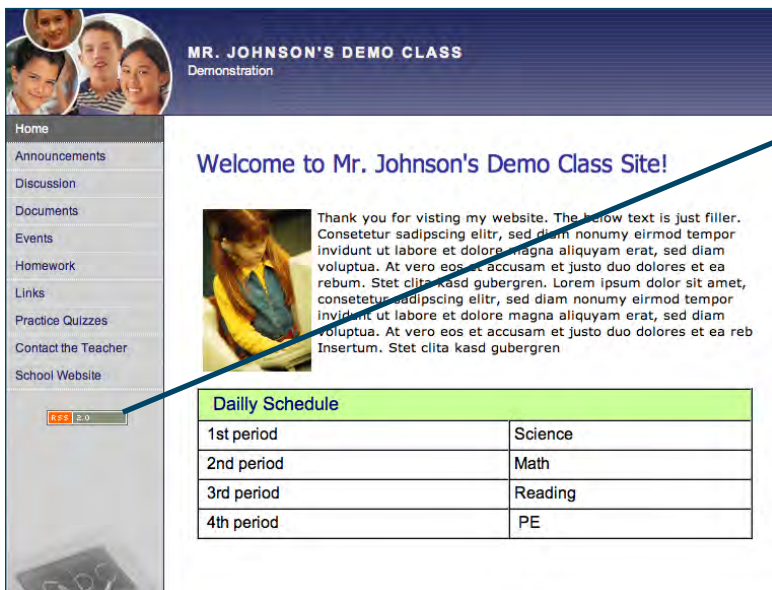 MR. JOHNSON'S DEMO CLASS
Demonstration
Home
Announcements
Discussion
Documents
Events
Homework
Links
Practice Quizzes
Contact the Teacher
School Website
RSS 2.0
Welcome to Mr. Johnson's Demo Class Site!
Thank you for visting my website. The below text is just filler.
Consetetur sadipscing elitr, sed diam nonumy eirmod tempor
invidunt ut labore et dolore magna aliquyam erat, sed diam
voluptua. At vero eos et accusam et justo duo dolores et ea
rebum. Stet clita kasd gubergren. Lorem ipsum dolor sit amet,
consetetur sadipscing elitr, sed diam nonumy eirmod tempor
invidunt ut labore et dolore magna aliquyam erat, sed diam
voluptua. At vero eos et accusam et justo duo dolores et ea reb
Insertum. Stet clita kasd gubergren
Dailly Schedule
1st period Science
2nd period Math
3rd period Reading
4th period PE